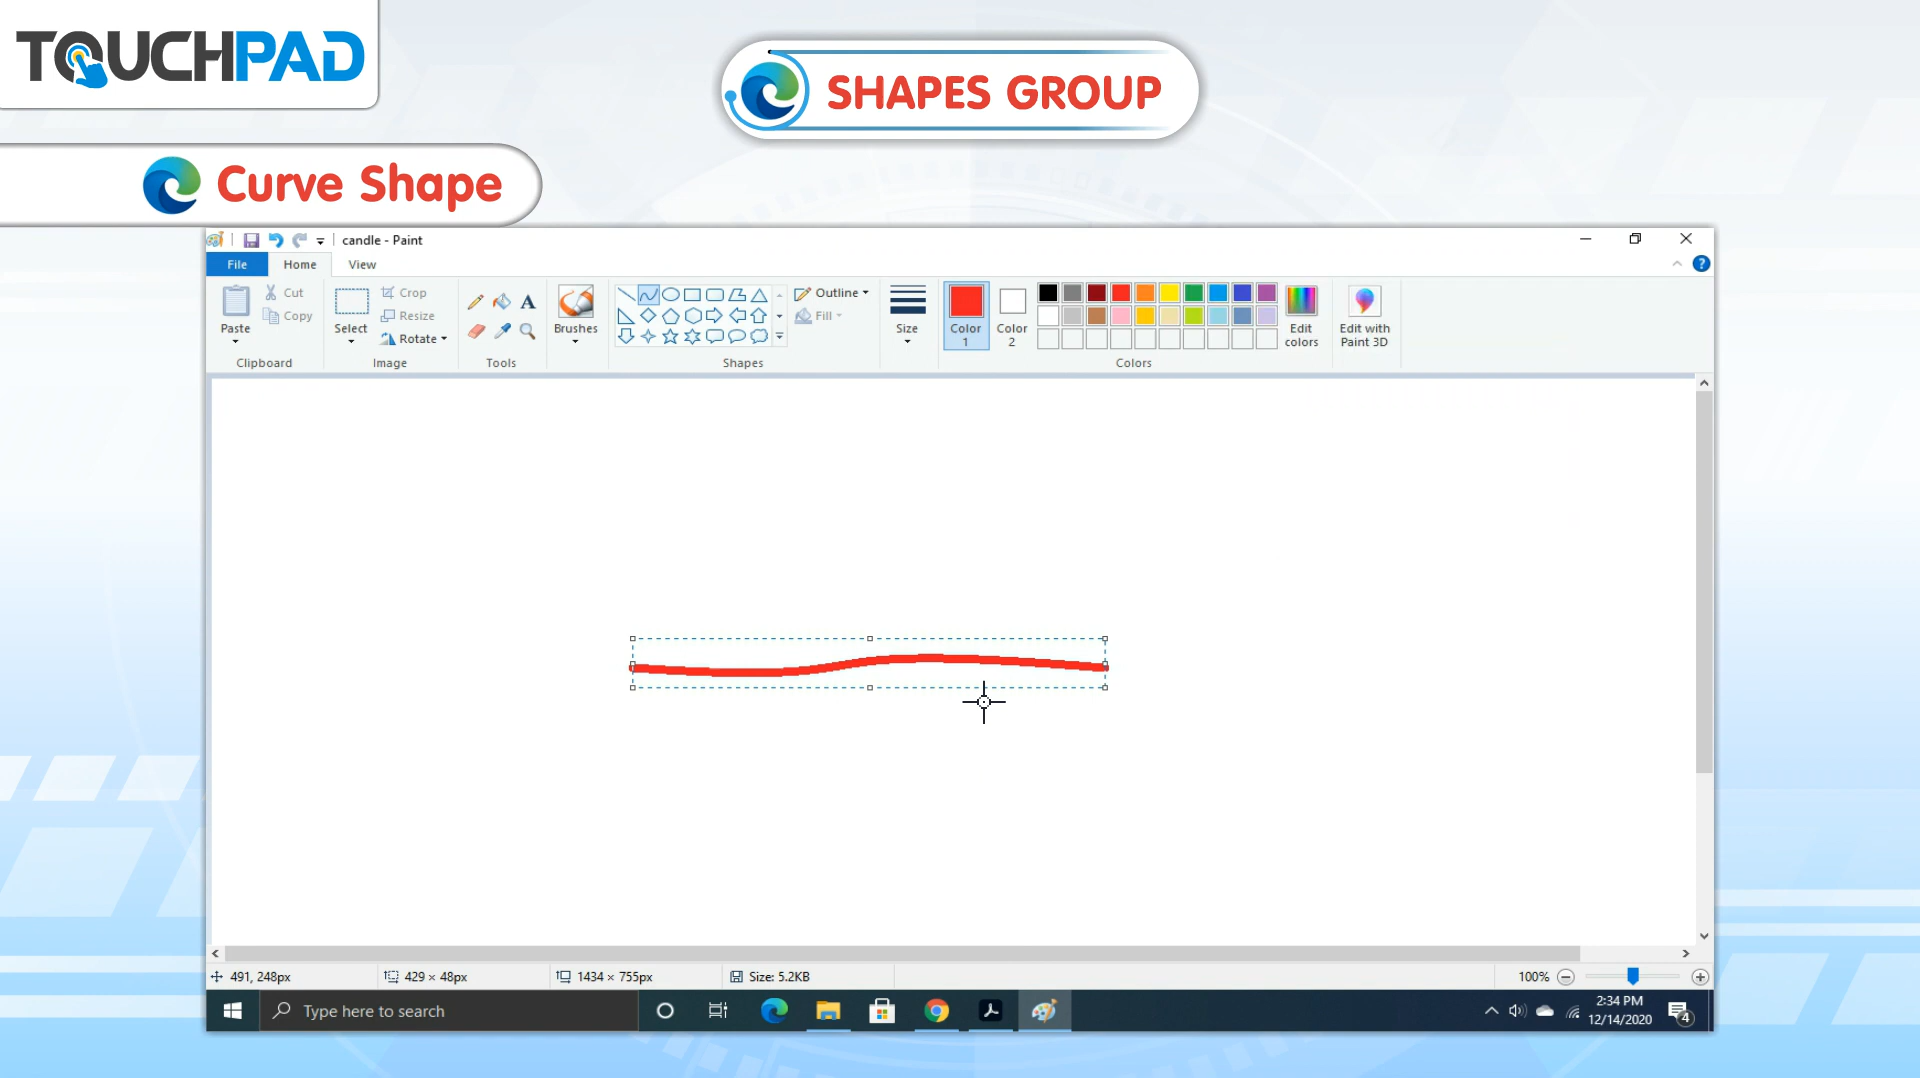 TOUCHPAD
SHAPES GROUP
Curve Shape
candle - Paint
File Home View
Paste
Cut
Copy
Clipboard
Select
Crop
Resize
Rotate
Image
A
Tools
Brushes
Outline
Fill
Shapes
Size
Color 1
Color 2
Edit colors
Colors
Edit with Paint 3D
491, 248px
429 × 48px
1434 × 755px
Size: 5.2KB
100%
Type here to search
2:34 PM
12/14/2020
4